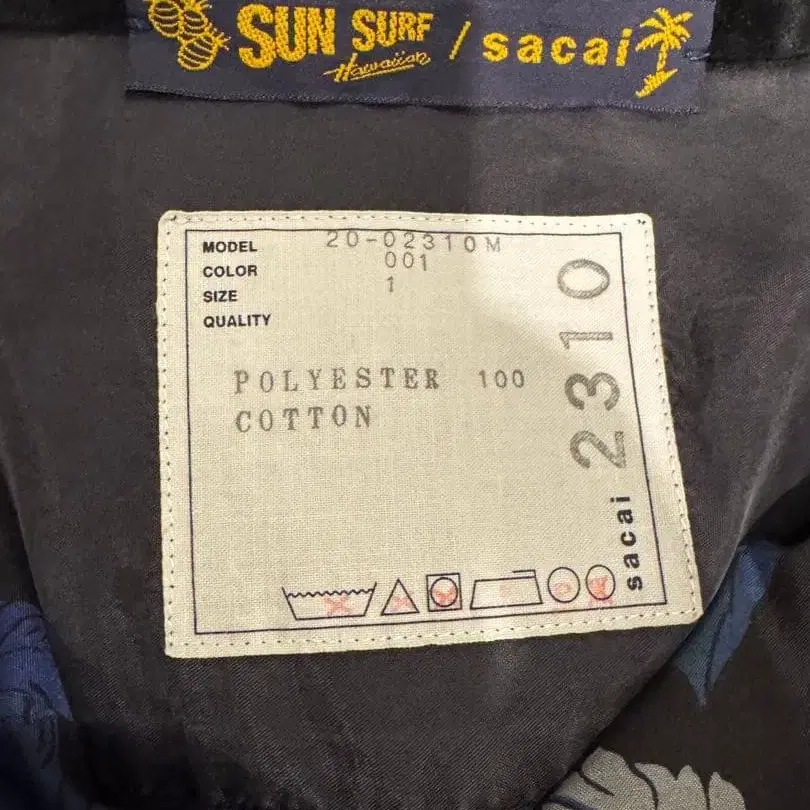 SUN SURF / sacai
Hawaiian
MODEL 20-02310M
COLOR 001
SIZE 1
QUALITY
POLYESTER 100
COTTON
sacai 2310